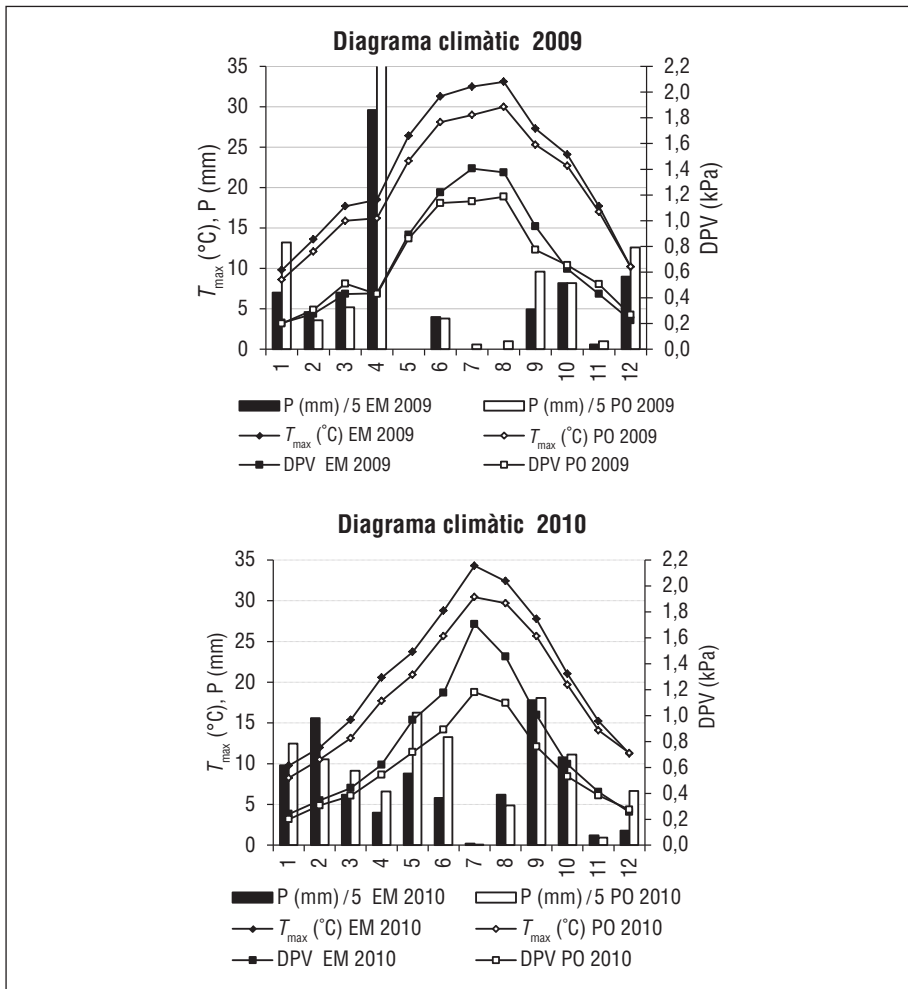 Diagrama climàtic 2009
35
30
25
20
15
10
5
0
T max (°C), P (mm)
2,2
2,0
1,8
1,6
1,4
1,2
1,0
0,8
0,6
0,4
0,2
0,0
DPV (kPa)
1 2 3 4 5 6 7 8 9 10 11 12
P (mm) /5 EM 2009 P (mm) /5 PO 2009
T max (°C) EM 2009 T max (°C) PO 2009
DPV EM 2009 DPV PO 2009
Diagrama climàtic 2010
35
30
25
20
15
10
5
0
T max (°C), P (mm)
2,2
2,0
1,8
1,6
1,4
1,2
1,0
0,8
0,6
0,4
0,2
0,0
DPV (kPa)
1 2 3 4 5 6 7 8 9 10 11 12
P (mm) /5 EM 2010 P (mm) /5 PO 2010
T max (°C) EM 2010 T max (°C) PO 2010
DPV EM 2010 DPV PO 2010